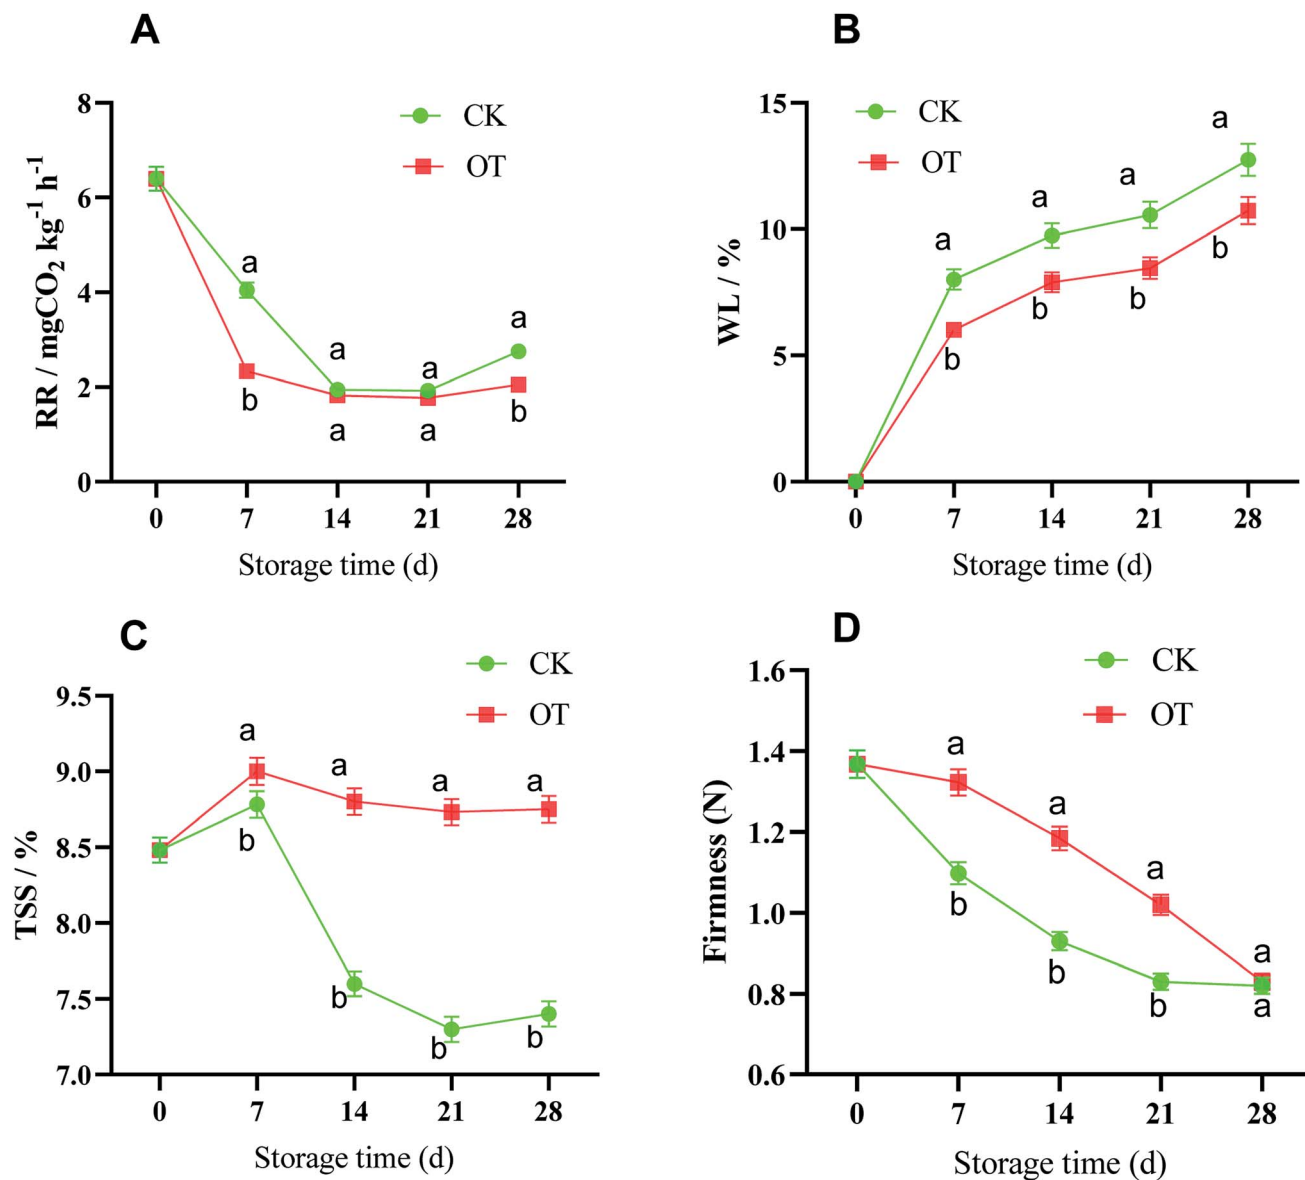 A
8
6
4
2
0
RR / mgCO₂ kg⁻¹ h⁻¹
CK
OT
a
a
a
a
b
a
a
b
0 7 14 21 28
Storage time (d)
B
15
10
5
0
WL / %
CK
OT
a
a
a
a
b
b
b
b
0 7 14 21 28
Storage time (d)
C
9.5
9.0
8.5
8.0
7.5
7.0
TSS / %
CK
OT
a
a
a
a
b
b
b
b
0 7 14 21 28
Storage time (d)
D
1.6
1.4
1.2
1.0
0.8
0.6
Firmness (N)
CK
OT
a
a
a
a
b
b
b
a
0 7 14 21 28
Storage time (d)